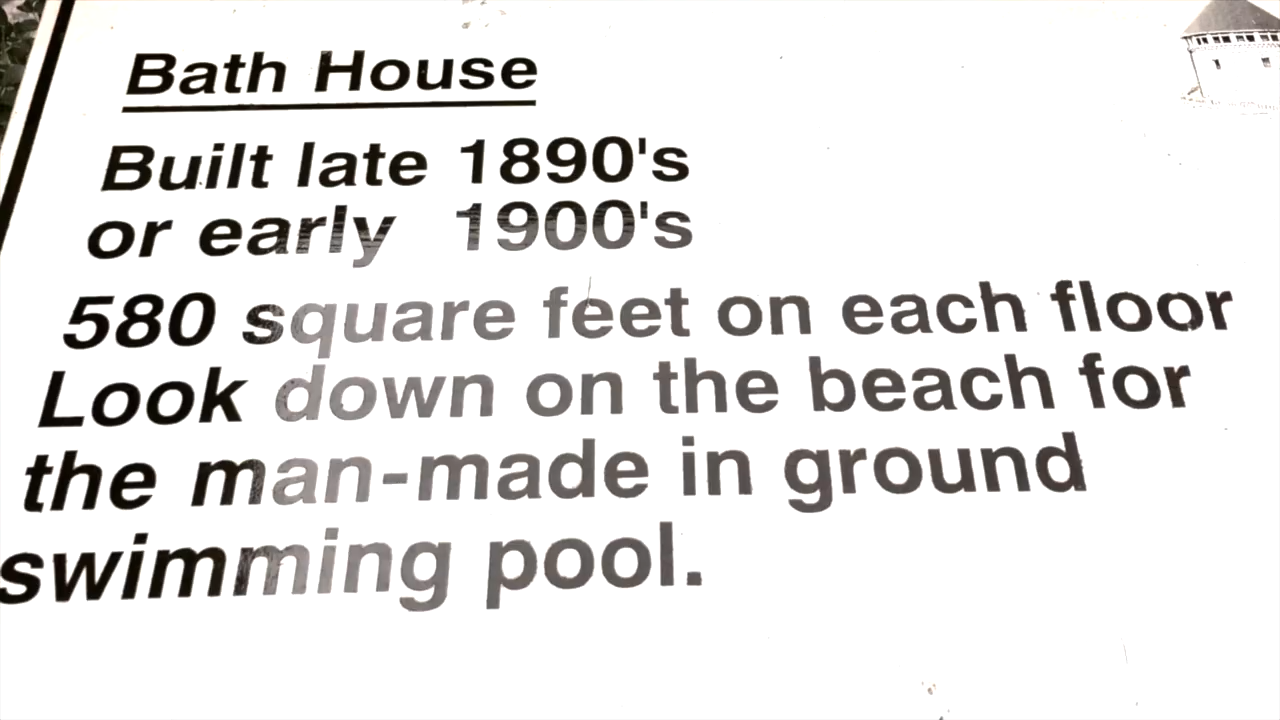 Bath House
Built late 1890's
or early 1900's
580 square feet on each floor
Look down on the beach for
the man-made in ground
swimming pool.